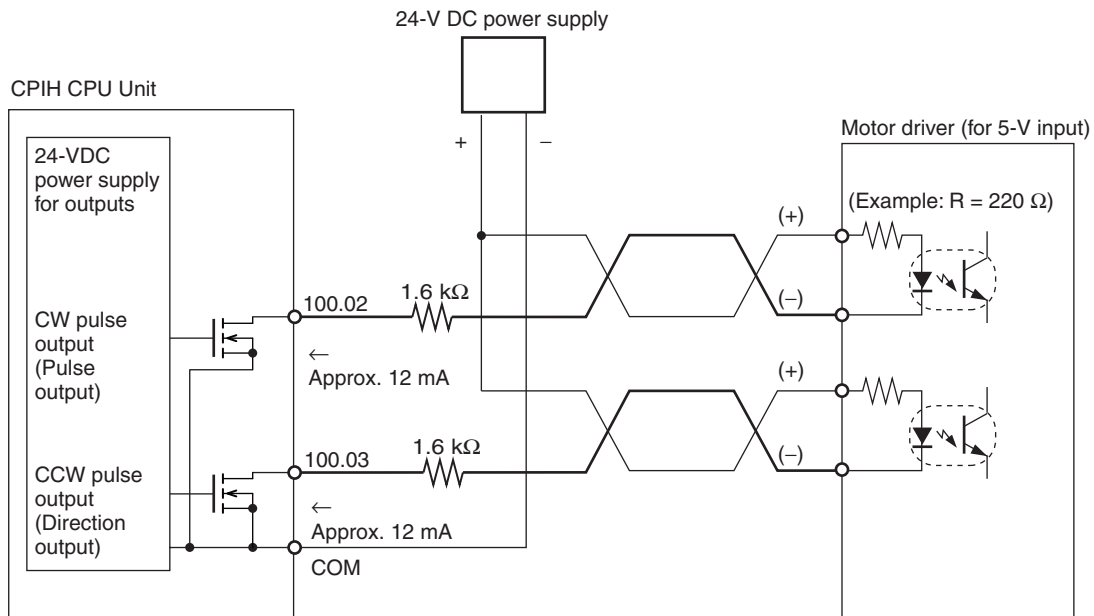 24-V DC power supply
CPIH CPU Unit
+
−
Motor driver (for 5-V input)
24-VDC
power supply
for outputs
(Example: R = 220 Ω)
(+)
(−)
100.02
1.6 kΩ
CW pulse
output
(Pulse
output)
←
Approx. 12 mA
(+)
(−)
100.03
1.6 kΩ
CCW pulse
output
(Direction
output)
←
Approx. 12 mA
COM